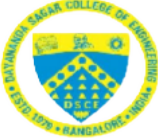 DAYANANDA SAGAR COLLEGE OF ENGINEERING
DSCE
ESTD 1979 • BANGALORE • INDIA